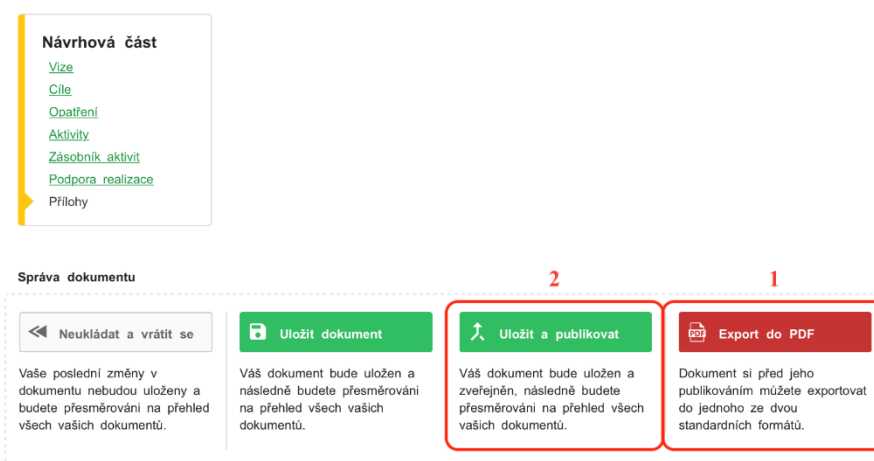 Návrhová část
Vize
Cíle
Opatření
Aktivity
Zásobník aktivit
Podpora realizace
Přílohy
Správa dokumentu
2
1
Neukládat a vrátit se
Uložit dokument
Uložit a publikovat
PDF
Export do PDF
Vaše poslední změny v
dokumentu nebudou uloženy a
budete přesměrováni na přehled
všech vašich dokumentů.
Váš dokument bude uložen a
následně budete přesměrováni
na přehled všech vašich
dokumentů.
Váš dokument bude uložen a
zveřejněn, následně budete
přesměrováni na přehled všech
vašich dokumentů.
Dokument si před jeho
publikováním můžete exportovat
do jednoho ze dvou
standardních formátů.